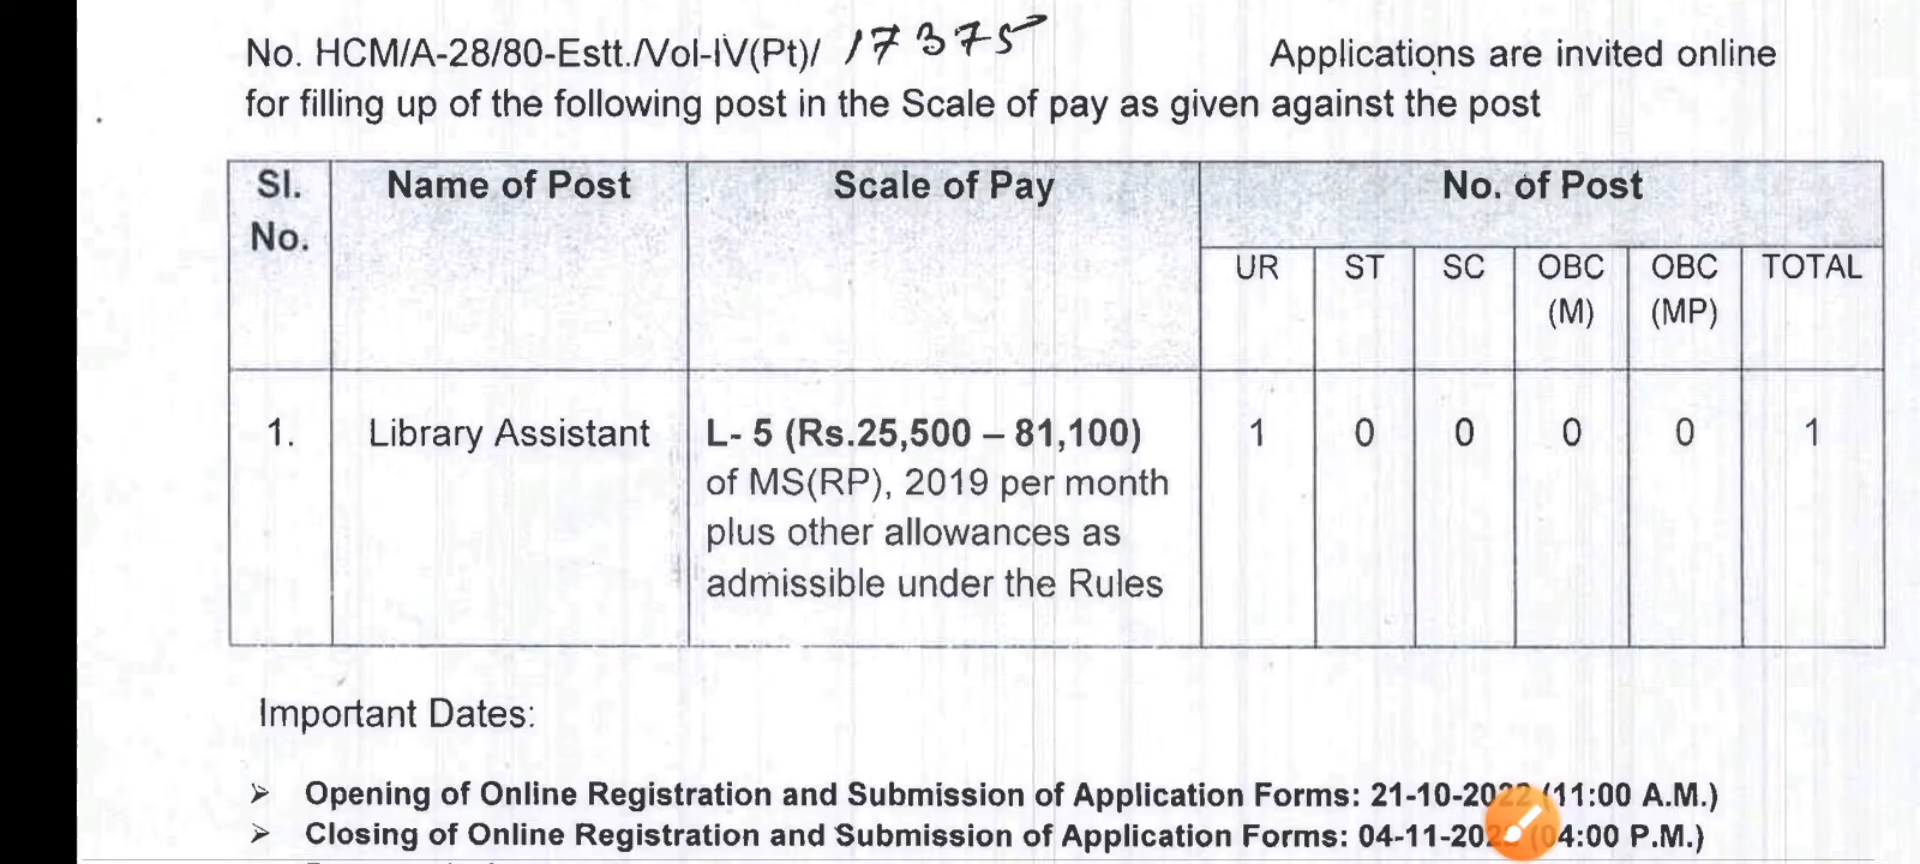 No. HCM/A-28/80-Estt./Vol-IV(Pt)/ 17375 Applications are invited online
for filling up of the following post in the Scale of pay as given against the post
Sl. No. Name of Post Scale of Pay No. of Post
UR ST SC OBC (M) OBC (MP) TOTAL
1. Library Assistant L- 5 (Rs.25,500 – 81,100) 1 0 0 0 0 1
of MS(RP), 2019 per month
plus other allowances as
admissible under the Rules
Important Dates:
➢ Opening of Online Registration and Submission of Application Forms: 21-10-2022 (11:00 A.M.)
➢ Closing of Online Registration and Submission of Application Forms: (04:00 P.M.)